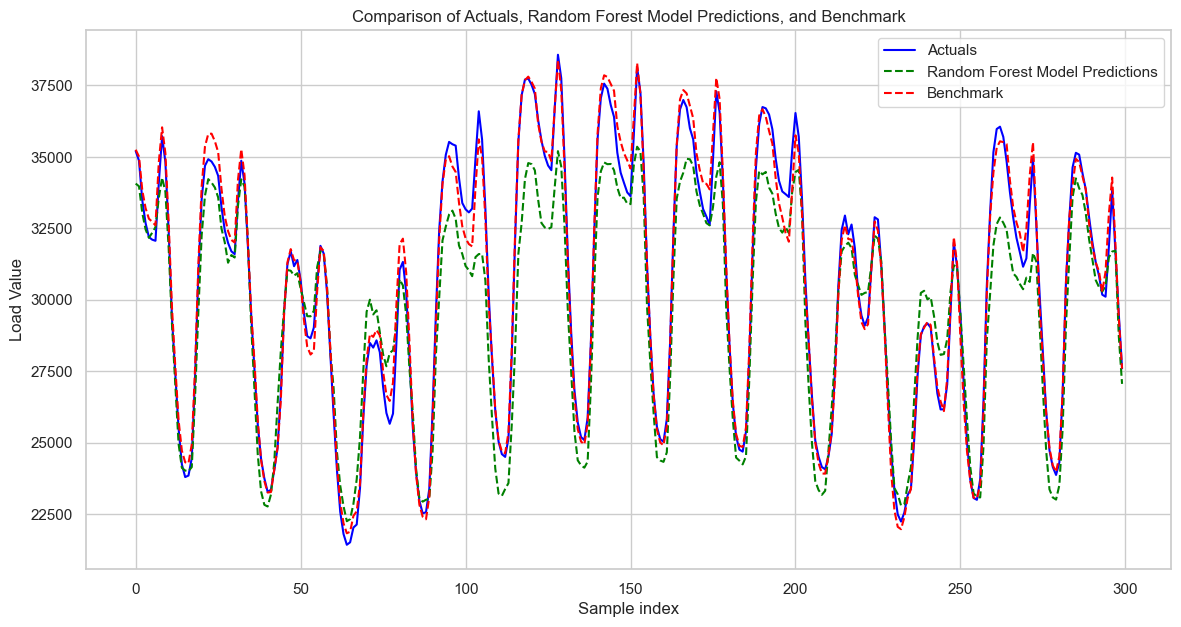 Comparison of Actuals, Random Forest Model Predictions, and Benchmark
Actuals
Random Forest Model Predictions
Benchmark
Load Value
37500
35000
32500
30000
27500
25000
22500
0
50
100
150
200
250
300
Sample index